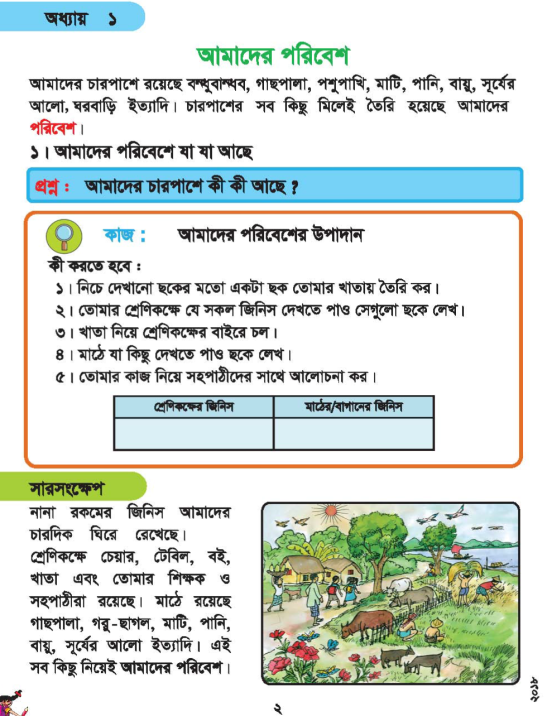 অধ্যায় ১
আমাদের পরিবেশ
আমাদের চারপাশে রয়েছে বন্ধুবান্ধব, গাছপালা, পশুপাখি, মাটি, পানি, বায়ু, সূর্যের
আলো, ঘরবাড়ি ইত্যাদি। চারপাশের সব কিছু মিলেই তৈরি হয়েছে আমাদের
পরিবেশ।
১। আমাদের পরিবেশে যা যা আছে
প্রশ্ন : আমাদের চারপাশে কী কী আছে ?
কাজ : আমাদের পরিবেশের উপাদান
কী করতে হবে :
১। নিচে দেখানো ছকের মতো একটা ছক তোমার খাতায় তৈরি কর।
২। তোমার শ্রেণিকক্ষে যে সকল জিনিস দেখতে পাও সেগুলো ছকে লেখ।
৩। খাতা নিয়ে শ্রেণিকক্ষের বাইরে চল।
৪। মাঠে যা কিছু দেখতে পাও ছকে লেখ।
৫। তোমার কাজ নিয়ে সহপাঠীদের সাথে আলোচনা কর।
শ্রেণিকক্ষের জিনিস মাঠের/বাগানের জিনিস
সারসংক্ষেপ
নানা রকমের জিনিস আমাদের
চারদিক ঘিরে রেখেছে।
শ্রেণিকক্ষে চেয়ার, টেবিল, বই,
খাতা এবং তোমার শিক্ষক ও
সহপাঠীরা রয়েছে। মাঠে রয়েছে
গাছপালা, গরু-ছাগল, মাটি, পানি,
বায়ু, সূর্যের আলো ইত্যাদি। এই
সব কিছু নিয়েই আমাদের পরিবেশ।
২
২০১৮